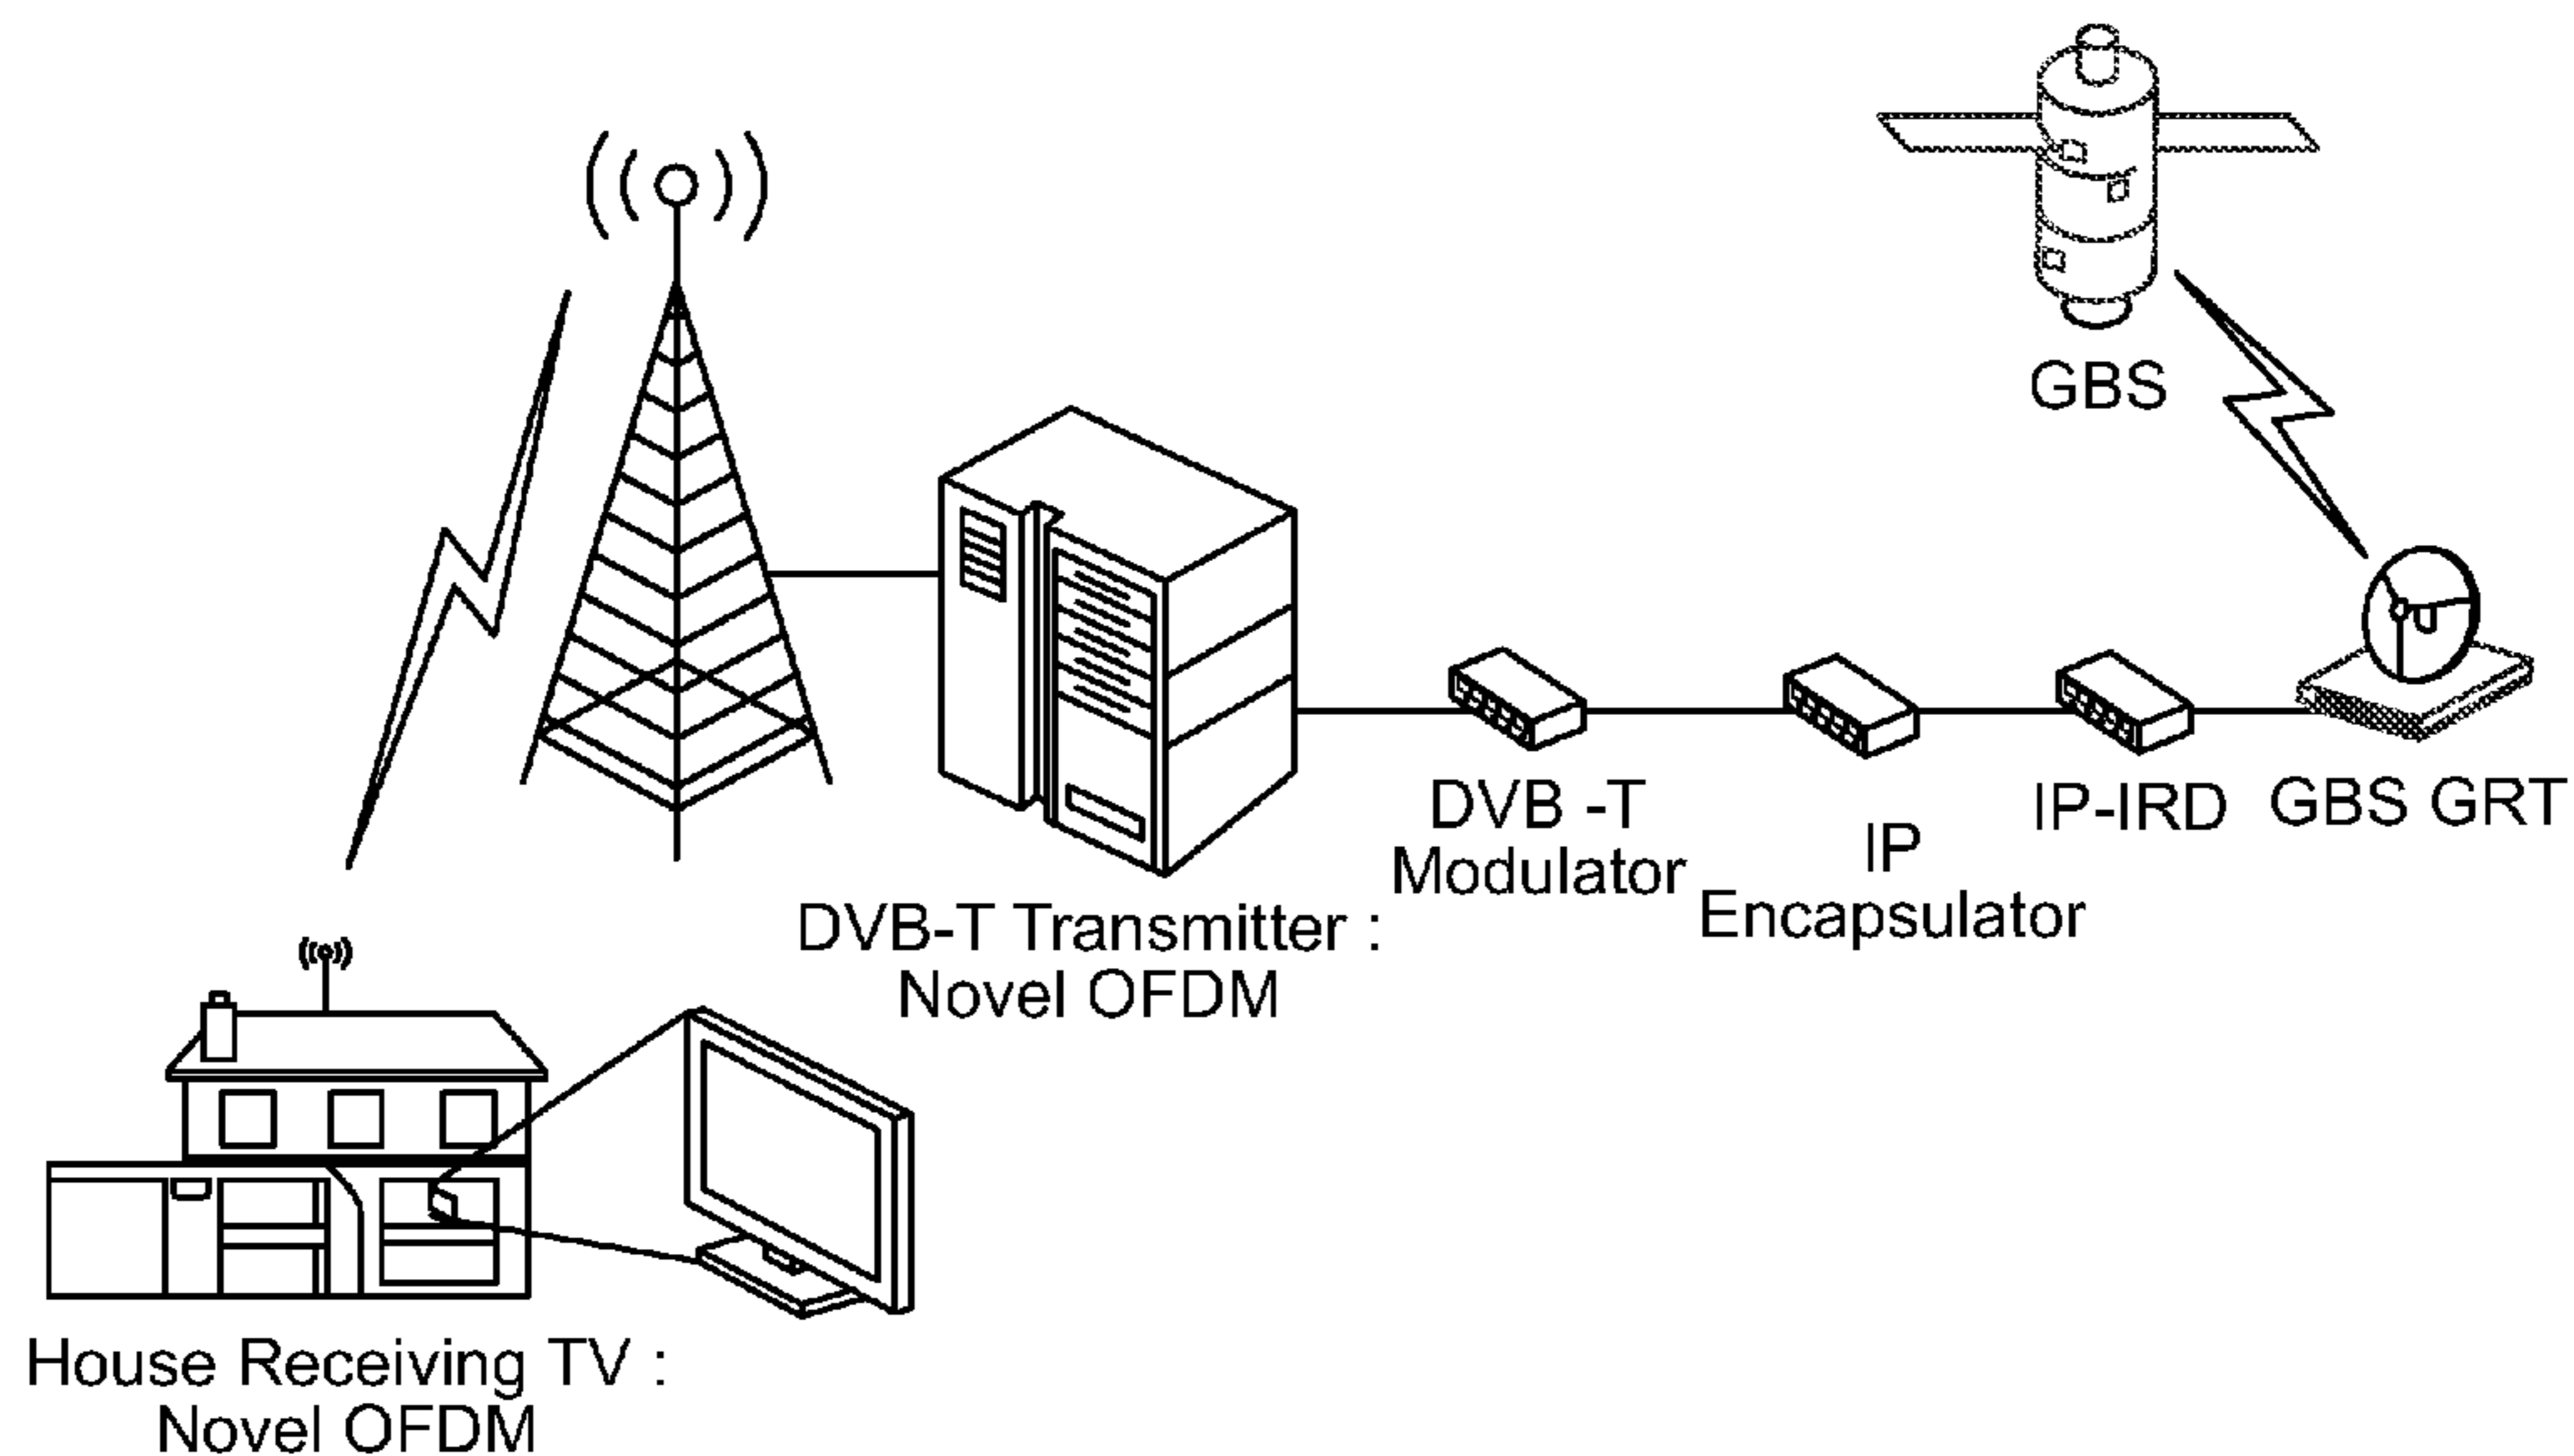 GBS
DVB -T
Modulator
IP
Encapsulator
IP-IRD
GBS GRT
DVB-T Transmitter :
Novel OFDM
House Receiving TV :
Novel OFDM